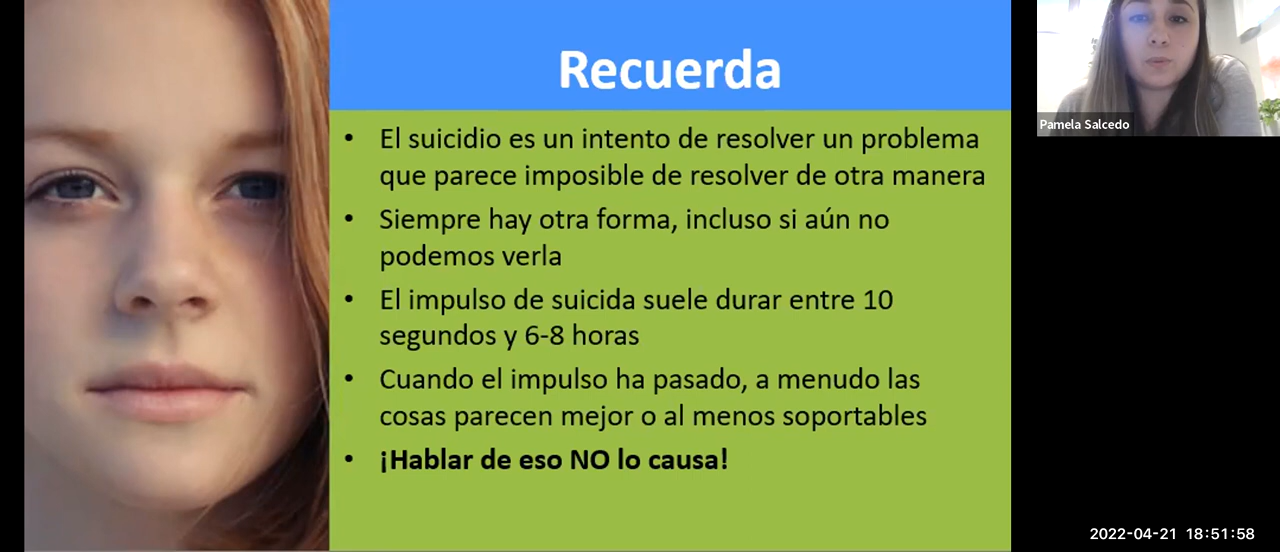 Recuerda
• El suicidio es un intento de resolver un problema
que parece imposible de resolver de otra manera
• Siempre hay otra forma, incluso si aún no
podemos verla
• El impulso de suicida suele durar entre 10
segundos y 6-8 horas
• Cuando el impulso ha pasado, a menudo las
cosas parecen mejor o al menos soportables
• ¡Hablar de eso NO lo causa!
Pamela Salcedo
2022-04-21 18:51:58